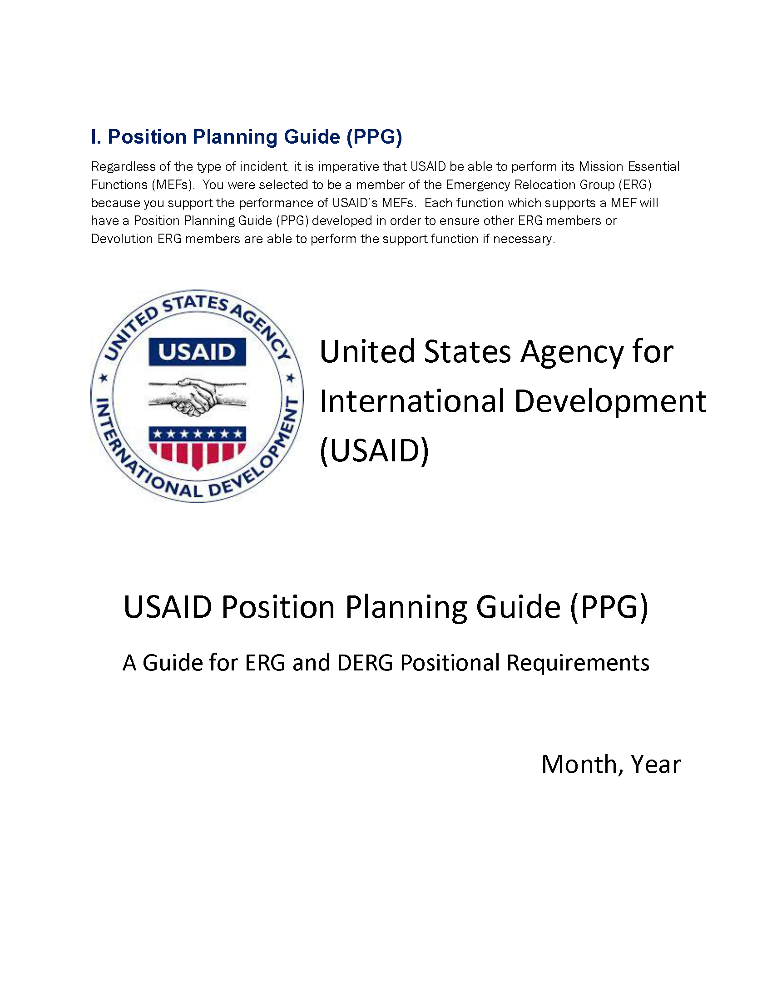 I. Position Planning Guide (PPG)
Regardless of the type of incident, it is imperative that USAID be able to perform its Mission Essential
Functions (MEFs).  You were selected to be a member of the Emergency Relocation Group (ERG)
because you support the performance of USAID's MEFs.  Each function which supports a MEF will
have a Position Planning Guide (PPG) developed in order to ensure other ERG members or
Devolution ERG members are able to perform the support function if necessary.
UNITED STATES AGENCY
USAID
INTERNATIONAL DEVELOPMENT
United States Agency for
International Development
(USAID)
USAID Position Planning Guide (PPG)
A Guide for ERG and DERG Positional Requirements
Month, Year